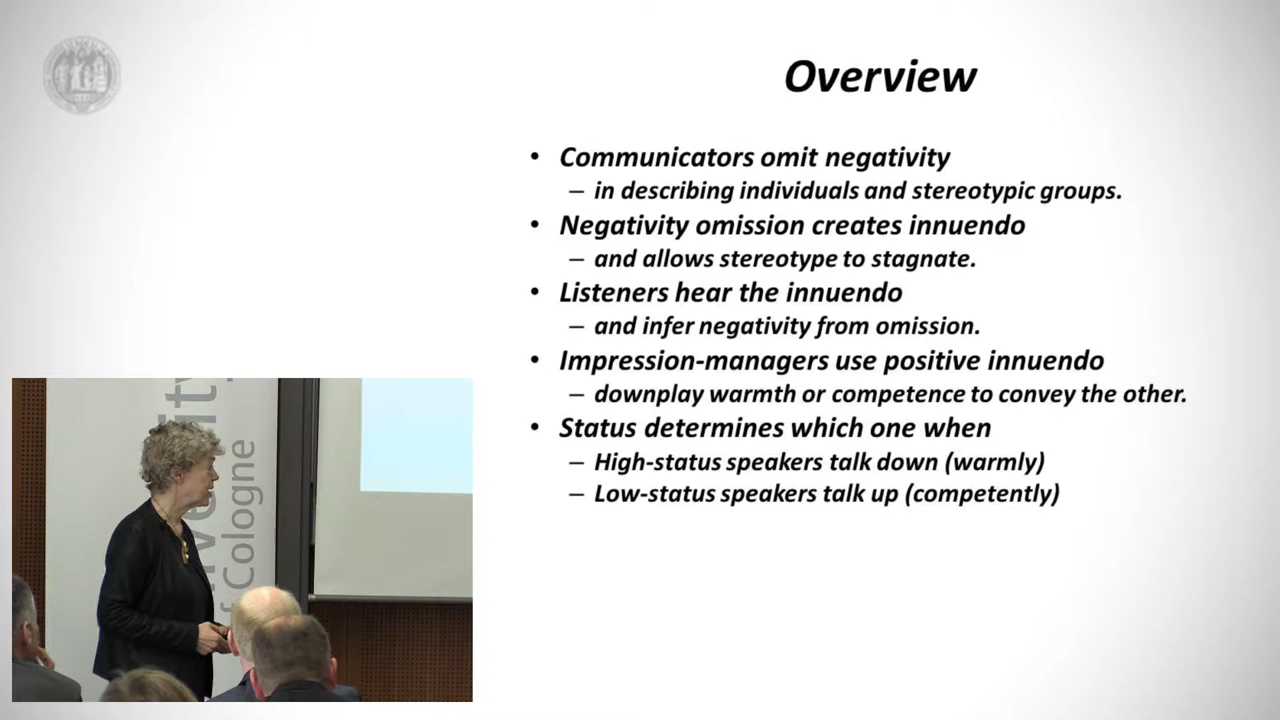 Overview
• Communicators omit negativity
– in describing individuals and stereotypic groups.
• Negativity omission creates innuendo
– and allows stereotype to stagnate.
• Listeners hear the innuendo
– and infer negativity from omission.
• Impression-managers use positive innuendo
– downplay warmth or competence to convey the other.
• Status determines which one when
– High-status speakers talk down (warmly)
– Low-status speakers talk up (competently)
of Cologne